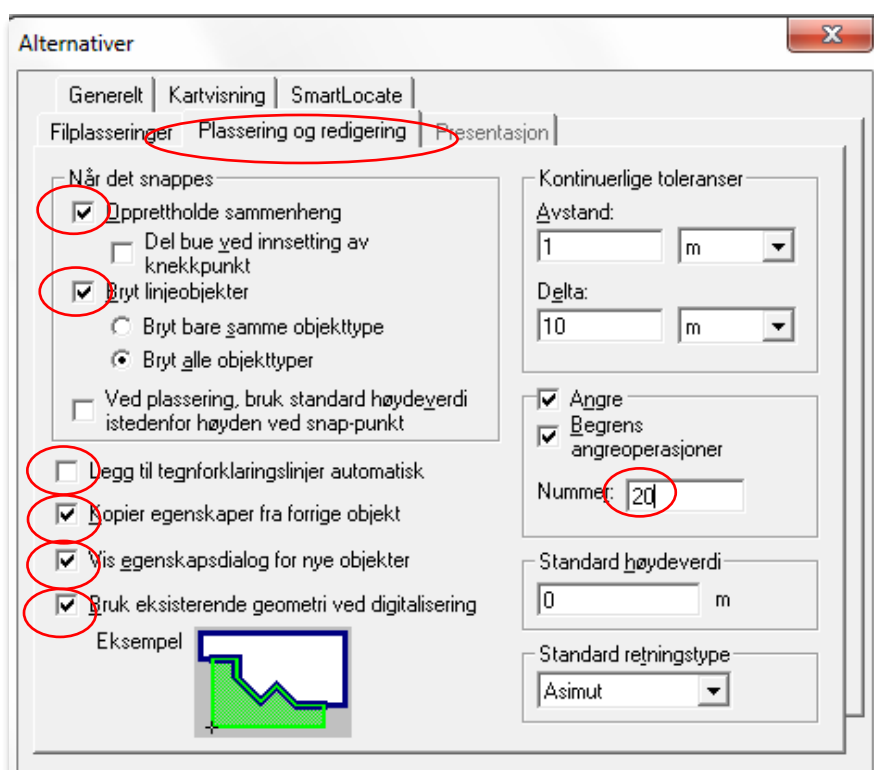 Alternativer
Generelt
Kartvisning
SmartLocate
Filplasseringer
Plassering og redigering
Presentasjon
Når det snappes
Opprettholde sammenheng
Del bue ved innsetting av
knekkpunkt
Bryt linjeobjekter
Bryt bare samme objekttype
Bryt alle objekttyper
Ved plassering, bruk standard høydeverdi
istedenfor høyden ved snap-punkt
Legg til tegnforklaringslinjer automatisk
Kopier egenskaper fra forrige objekt
Vis egenskapsdialog for nye objekter
Bruk eksisterende geometri ved digitalisering
Eksempel
Kontinuerlige toleranser
Avstand:
1 m
Delta:
10 m
Angre
Begrens
angreoperasjoner
Nummer: 20
Standard høydeverdi
0 m
Standard retningstype
Asimut